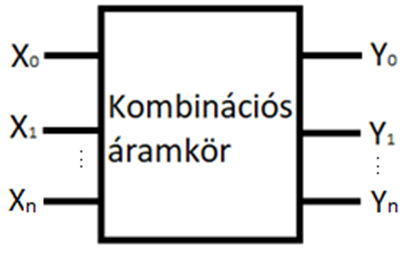 X₀
X₁
⋮
Xₙ
Kombinációs
áramkör
Y₀
Y₁
⋮
Yₙ